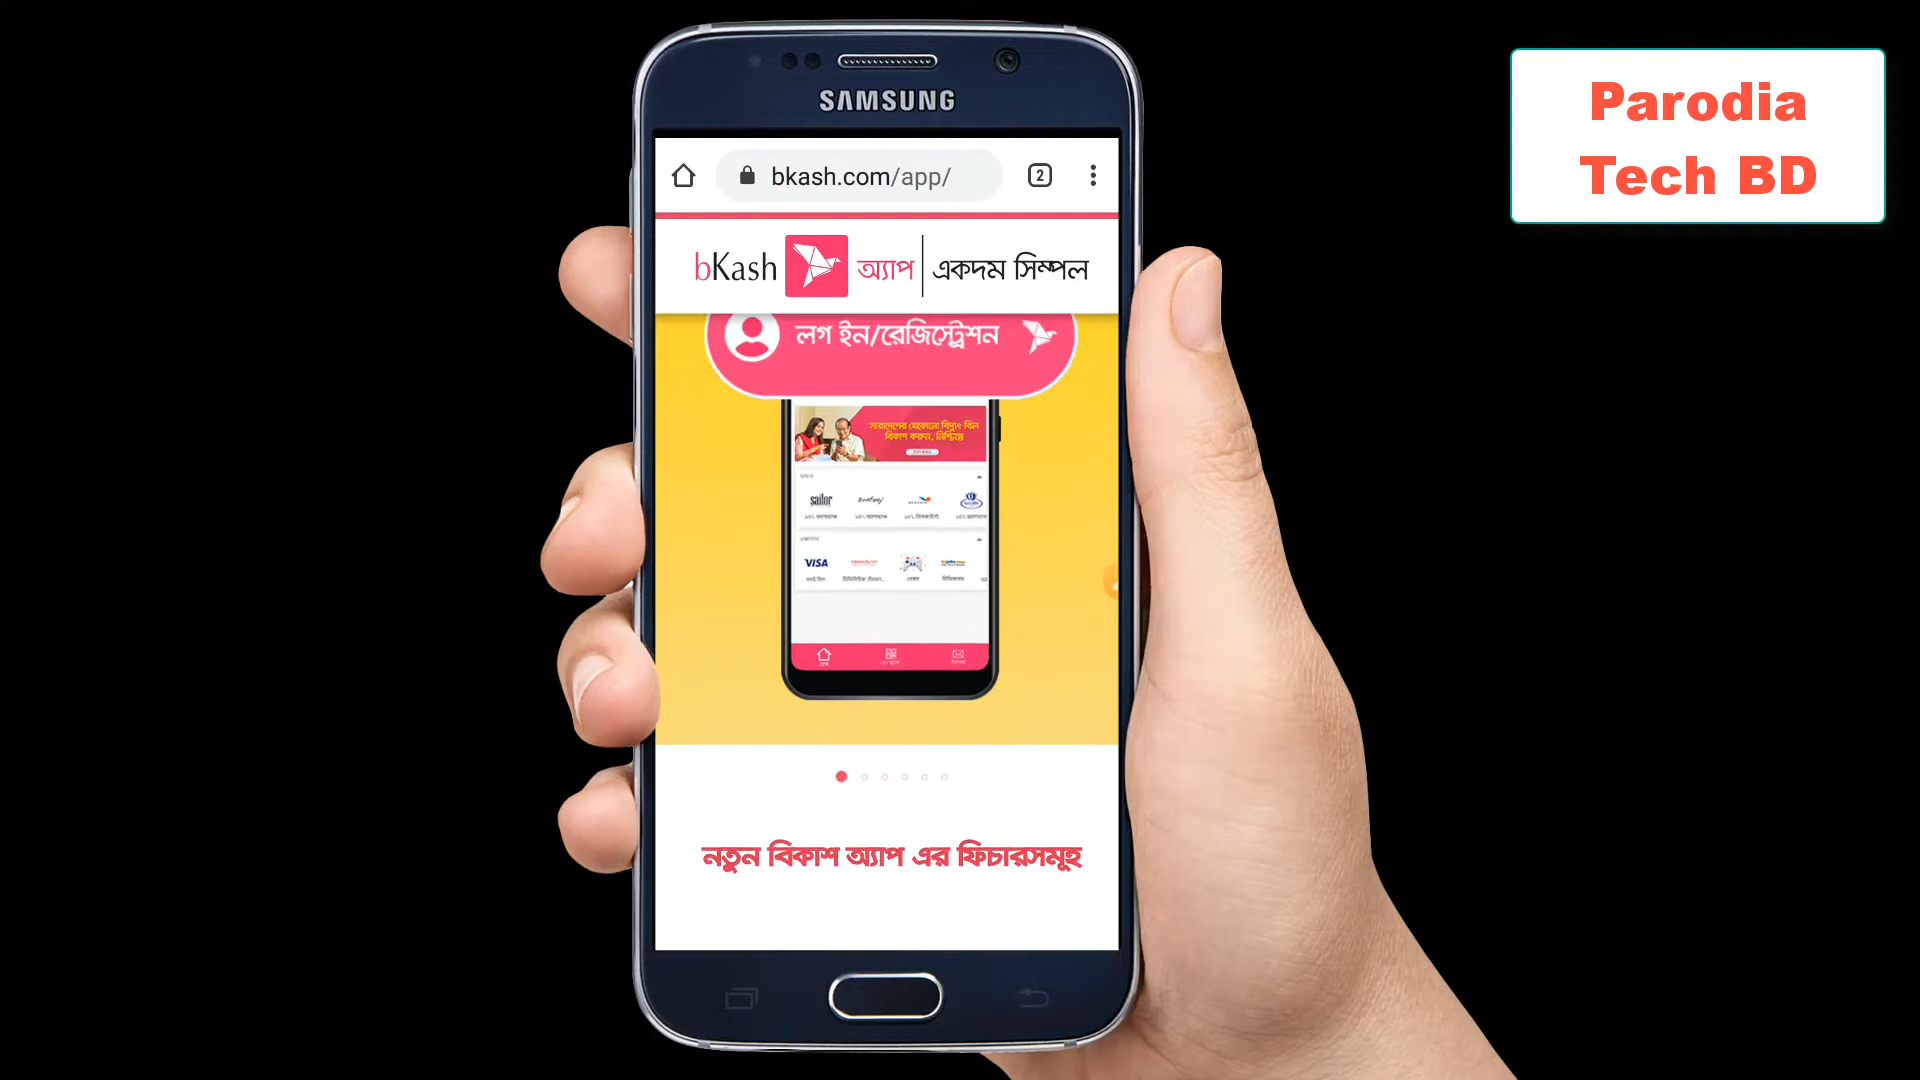 Parodia
Tech BD
SAMSUNG
bkash.com/app/
2
bKash অ্যাপ একদম সিম্পল
লগ ইন/রেজিস্ট্রেশন
সারাদেশের যেকোনো বিদ্যুৎ বিল
বিকাশ করুন, নিশ্চিন্তে
sailor
VISA
নতুন বিকাশ অ্যাপ এর ফিচারসমূহ